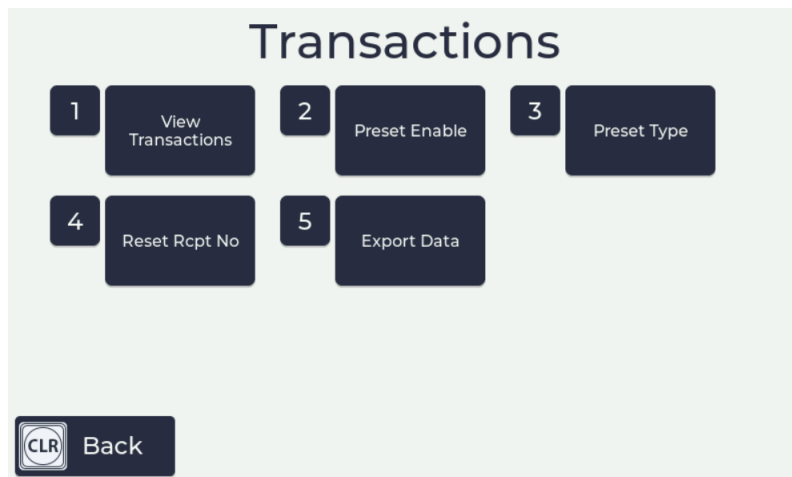 Transactions
1
View
Transactions
2
Preset Enable
3
Preset Type
4
Reset Rcpt No
5
Export Data
CLR
Back